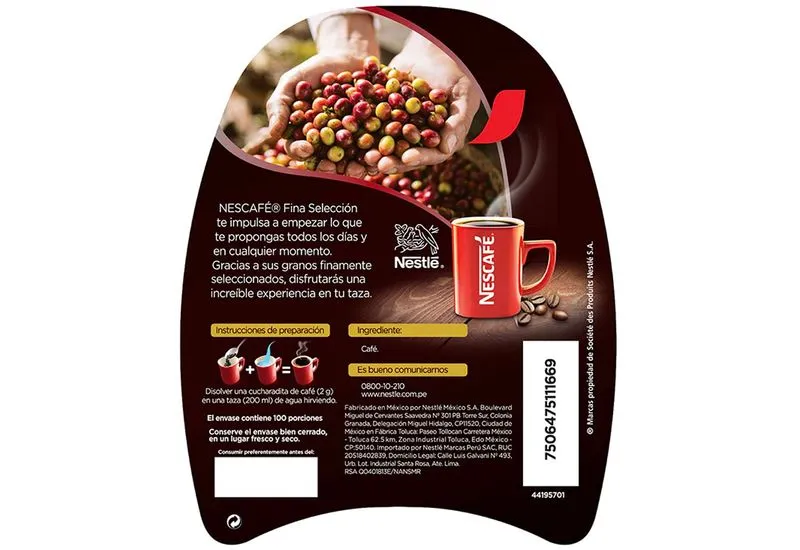 NESCAFÉ® Fina Selección
te impulsa a empezar lo que
te propongas todos los días y
en cualquier momento.
Gracias a sus granos finamente
seleccionados, disfrutarás una
increíble experiencia en tu taza.
Nestlé®
NESCAFÉ
Instrucciones de preparación
Disolver una cucharadita de café (2 g)
en una taza (200 ml) de agua hirviendo.
El envase contiene 100 porciones
Conserve el envase bien cerrado,
en un lugar fresco y seco.
Consumir preferentemente antes del:
Ingrediente:
Café.
Es bueno comunicarnos
0800-10-210
www.nestle.com.pe
Fabricado en México por Nestlé México S.A. Boulevard
Miguel de Cervantes Saavedra N° 301 PB Torre Sur, Colonia
Granada, Delegación Miguel Hidalgo, CP11520, Ciudad de
México en Fábrica Toluca: Paseo Tollocan Carretera México
- Toluca 62.5 km, Zona Industrial Toluca, Edo México -
CP:50140. Importado por Nestlé Marcas Perú SAC, RUC
20518402839, Domicilio Legal: Calle Luis Galvani N° 493,
Urb. Lot. Industrial Santa Rosa, Ate. Lima.
RSA Q0401813E/NANSMR
7506475111669
44195701
® Marcas propiedad de Société des Produits Nestlé S.A.